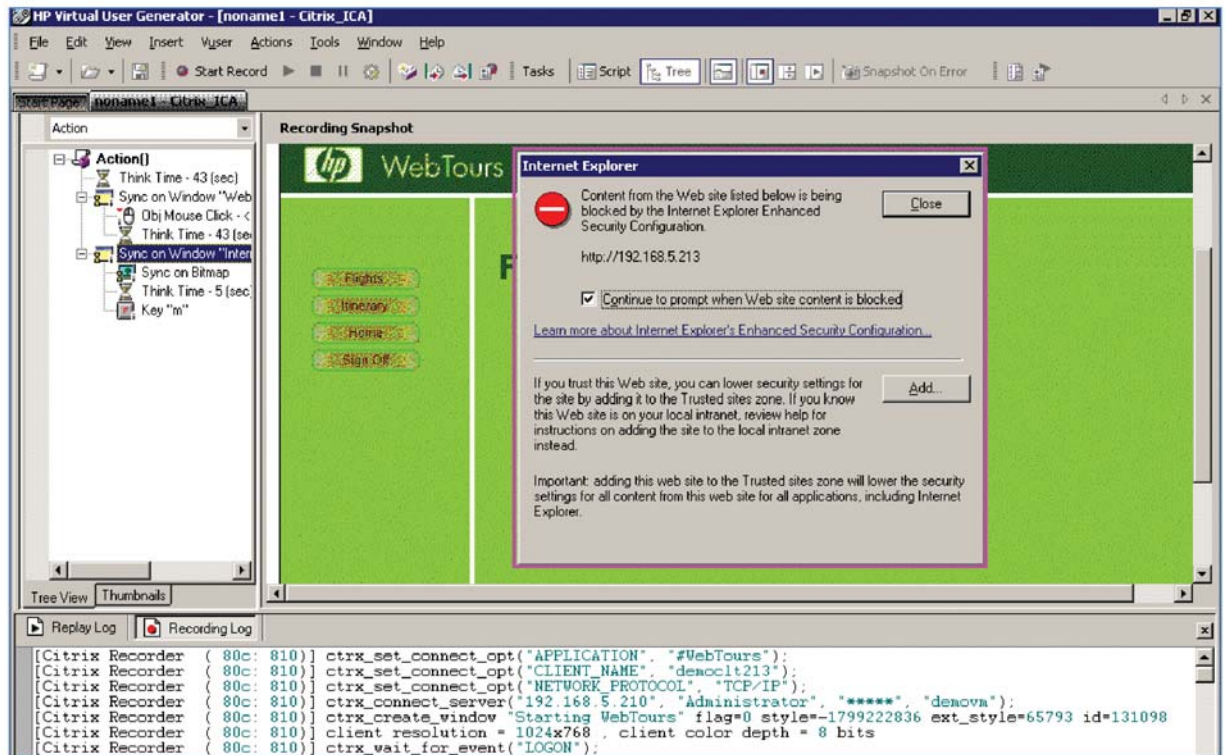 HP Virtual User Generator - [noname1 - Citrix_ICA]
File Edit View Insert Vuser Actions Tools Window Help
Start Record Tasks Script Tree Snapshot On Error
Start Page noname1 - Citrix_ICA
Action
Recording Snapshot
Action()
Think Time - 43 (sec)
Sync on Window "Web
Obj Mouse Click - <
Think Time - 43 (se
Sync on Window "Inter
Sync on Bitmap
Think Time - 5 (sec
Key "m"
Tree View Thumbnails
hp WebTours
F
Flights
Itinerary
Home
Sign Off
Internet Explorer
Content from the Web site listed below is being
blocked by the Internet Explorer Enhanced
Security Configuration.
Close
http://192.168.5.213
Continue to prompt when Web site content is blocked
Learn more about Internet Explorer's Enhanced Security Configuration...
If you trust this Web site, you can lower security settings for
the site by adding it to the Trusted sites zone. If you know
this Web site is on your local intranet, review help for
instructions on adding the site to the local intranet zone
instead.
Add...
Important: adding this web site to the Trusted sites zone will lower the security
settings for all content from this web site for all applications, including Internet
Explorer.
Replay Log Recording Log
[Citrix Recorder ( 80c: 810)] ctrx_set_connect_opt("APPLICATION", "#WebTours");
[Citrix Recorder ( 80c: 810)] ctrx_set_connect_opt("CLIENT_NAME", "democlt213");
[Citrix Recorder ( 80c: 810)] ctrx_set_connect_opt("NETWORK_PROTOCOL", "TCP/IP");
[Citrix Recorder ( 80c: 810)] ctrx_connect_server("192.168.5.210", "Administrator", "*****", "demovm");
[Citrix Recorder ( 80c: 810)] ctrx_create_window "Starting WebTours" flag=0 style=-1799222836 ext_style=65793 id=131098
[Citrix Recorder ( 80c: 810)] client resolution = 1024x768 , client color depth = 8 bits
[Citrix Recorder ( 80c: 810)] ctrx_wait_for_event("LOGON");